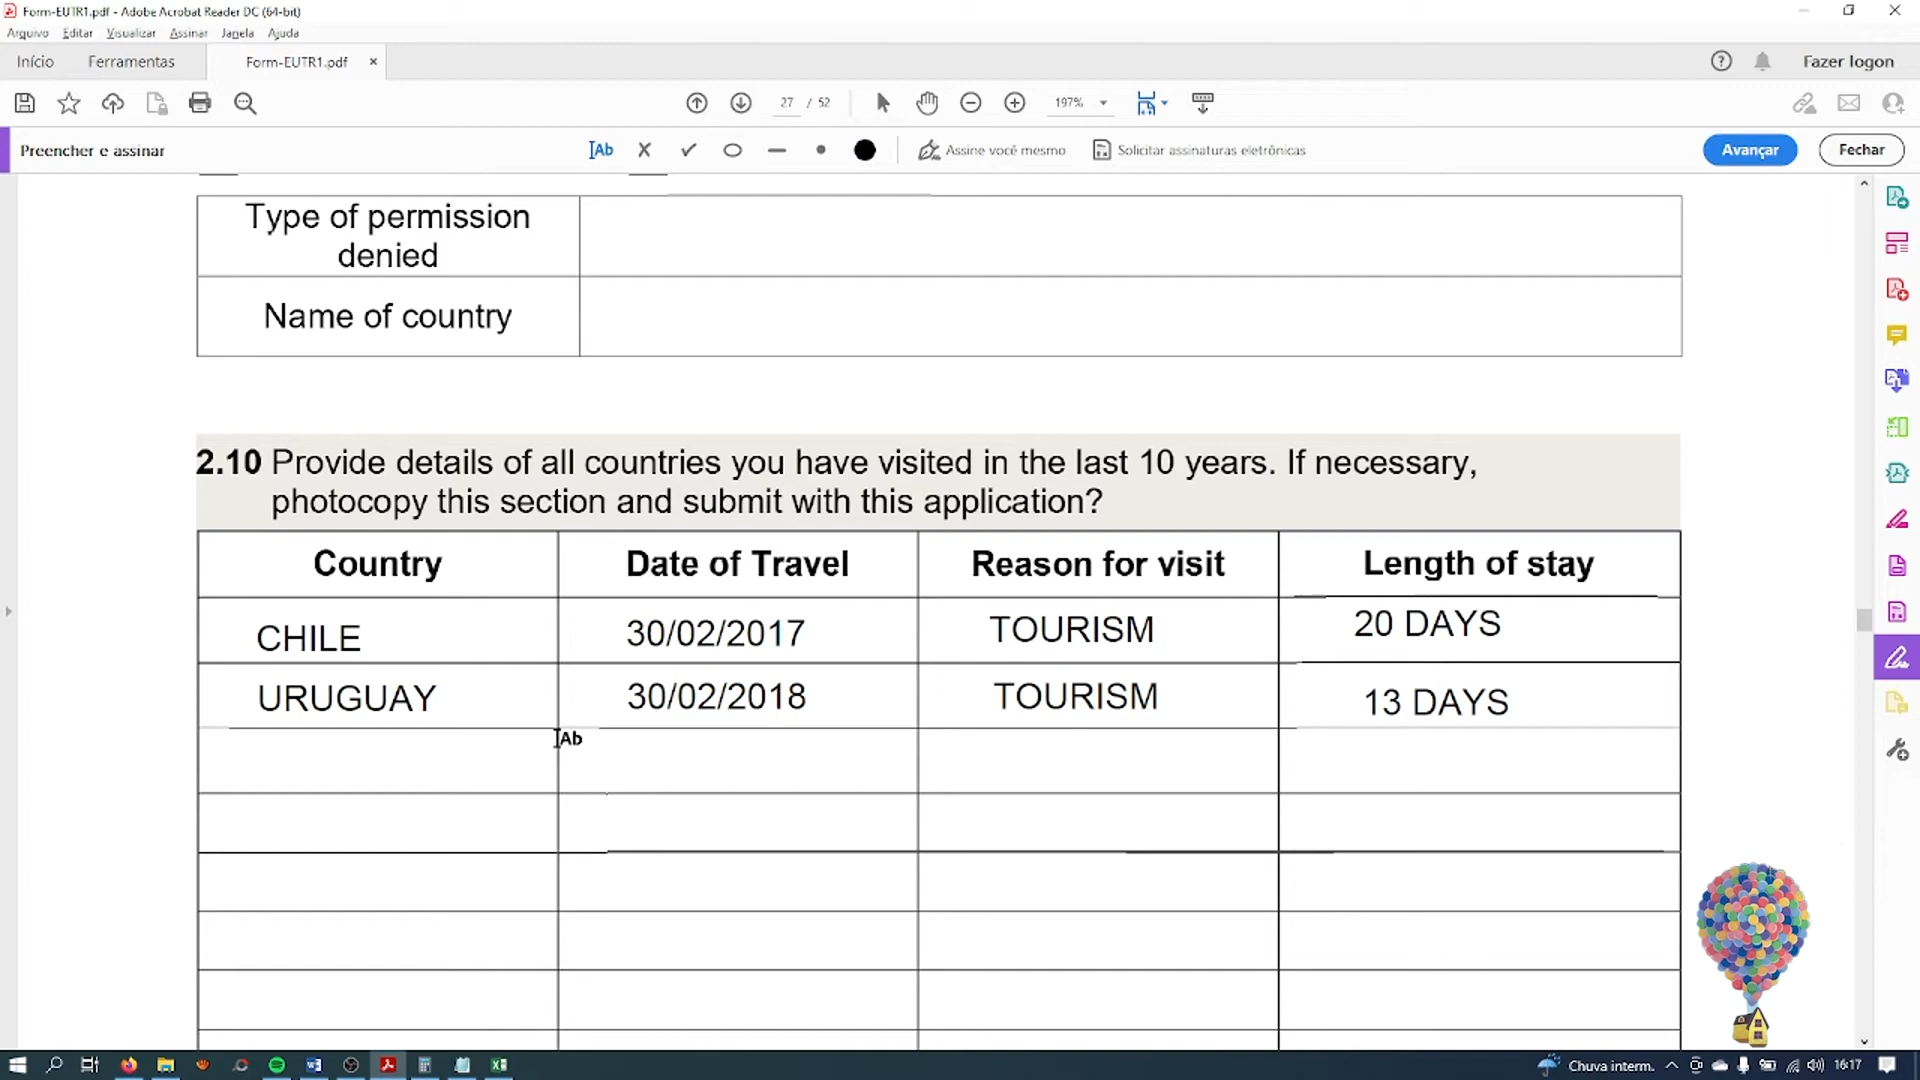 Form-EUTR1.pdf - Adobe Acrobat Reader DC (64-bit)
Arquivo Editar Visualizar Assinar Janela Ajuda
Início Ferramentas Form-EUTR1.pdf × ? Fazer logon
27 / 52 197%
Preencher e assinar Ab Assine você mesmo Solicitar assinaturas eletrônicas Avançar Fechar
Type of permission
denied
Name of country
2.10 Provide details of all countries you have visited in the last 10 years. If necessary,
photocopy this section and submit with this application?
Country Date of Travel Reason for visit Length of stay
CHILE 30/02/2017 TOURISM 20 DAYS
URUGUAY 30/02/2018 TOURISM 13 DAYS
Ab
Chuva interm. 16:17